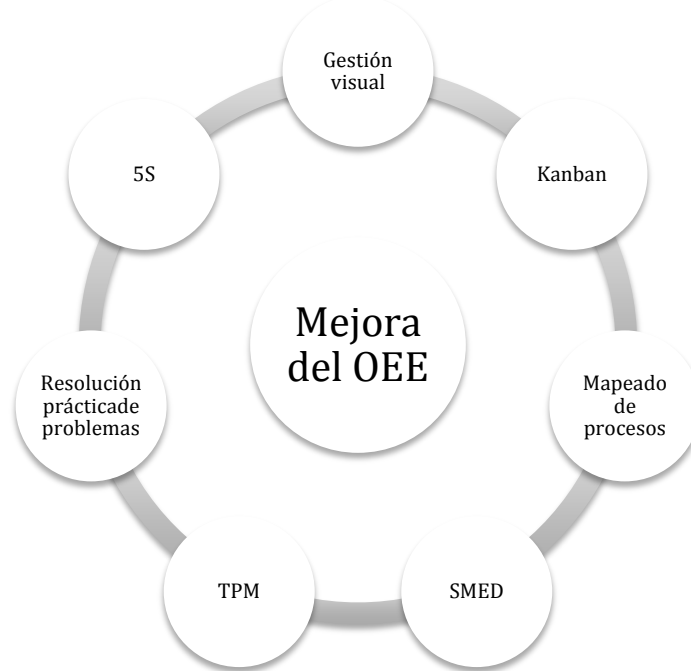 Gestión
visual
5S
Kanban
Mejora
del OEE
Resolución
prácticade
problemas
Mapeado
de
procesos
TPM
SMED